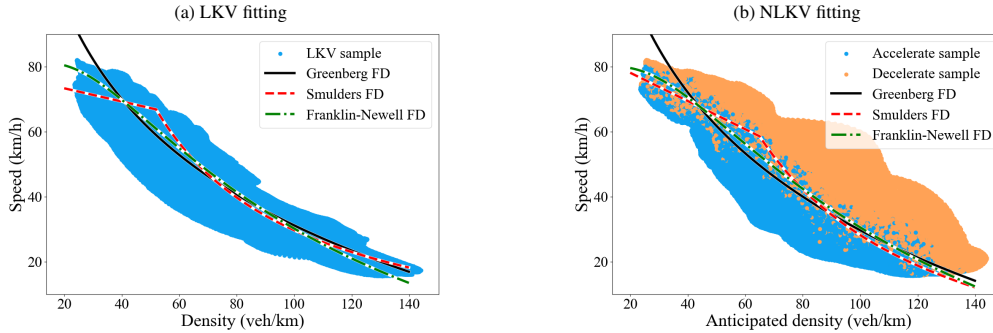 (a) LKV fitting
LKV sample
Greenberg FD
Smulders FD
Franklin-Newell FD
80
60
40
20
Speed (km/h)
20 40 60 80 100 120 140
Density (veh/km)
(b) NLKV fitting
Accelerate sample
Decelerate sample
Greenberg FD
Smulders FD
Franklin-Newell FD
80
60
40
20
Speed (km/h)
20 40 60 80 100 120 140
Anticipated density (veh/km)